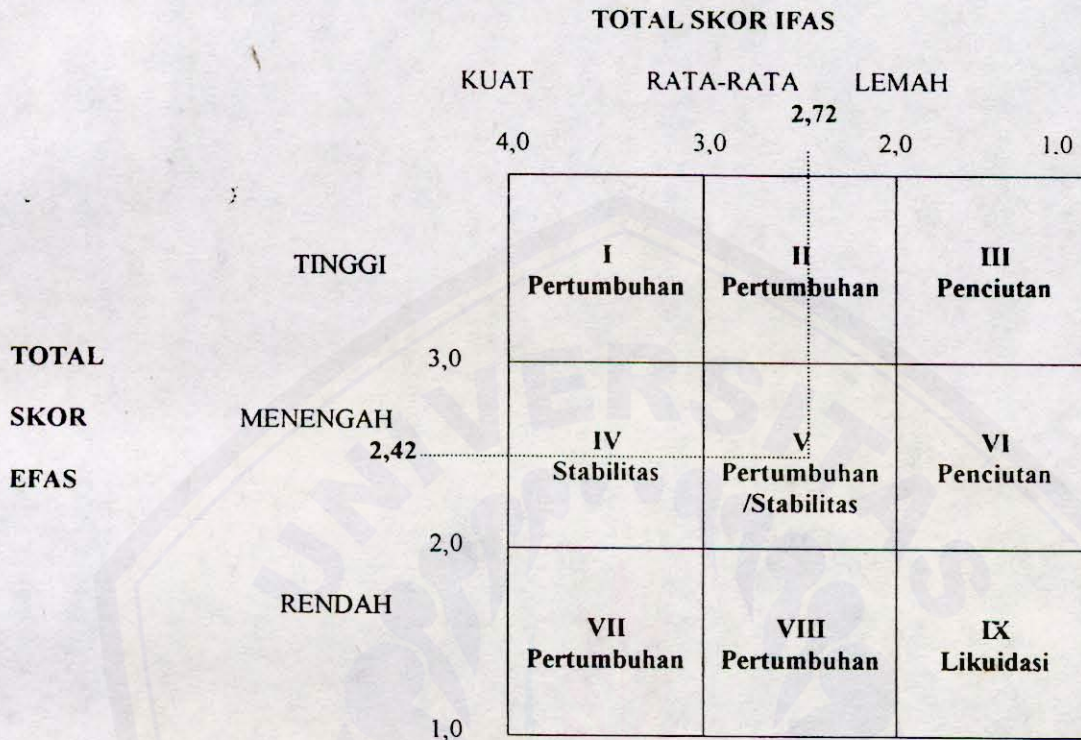 TOTAL SKOR IFAS
KUAT RATA-RATA LEMAH
2,72
4,0 3,0 2,0 1.0
TINGGI
I
Pertumbuhan
II
Pertumbuhan
III
Penciutan
TOTAL
SKOR
EFAS
3,0
MENENGAH
2,42
IV
Stabilitas
V
Pertumbuhan
/Stabilitas
VI
Penciutan
2,0
RENDAH
VII
Pertumbuhan
VIII
Pertumbuhan
IX
Likuidasi
1,0
UNIVERSITAS